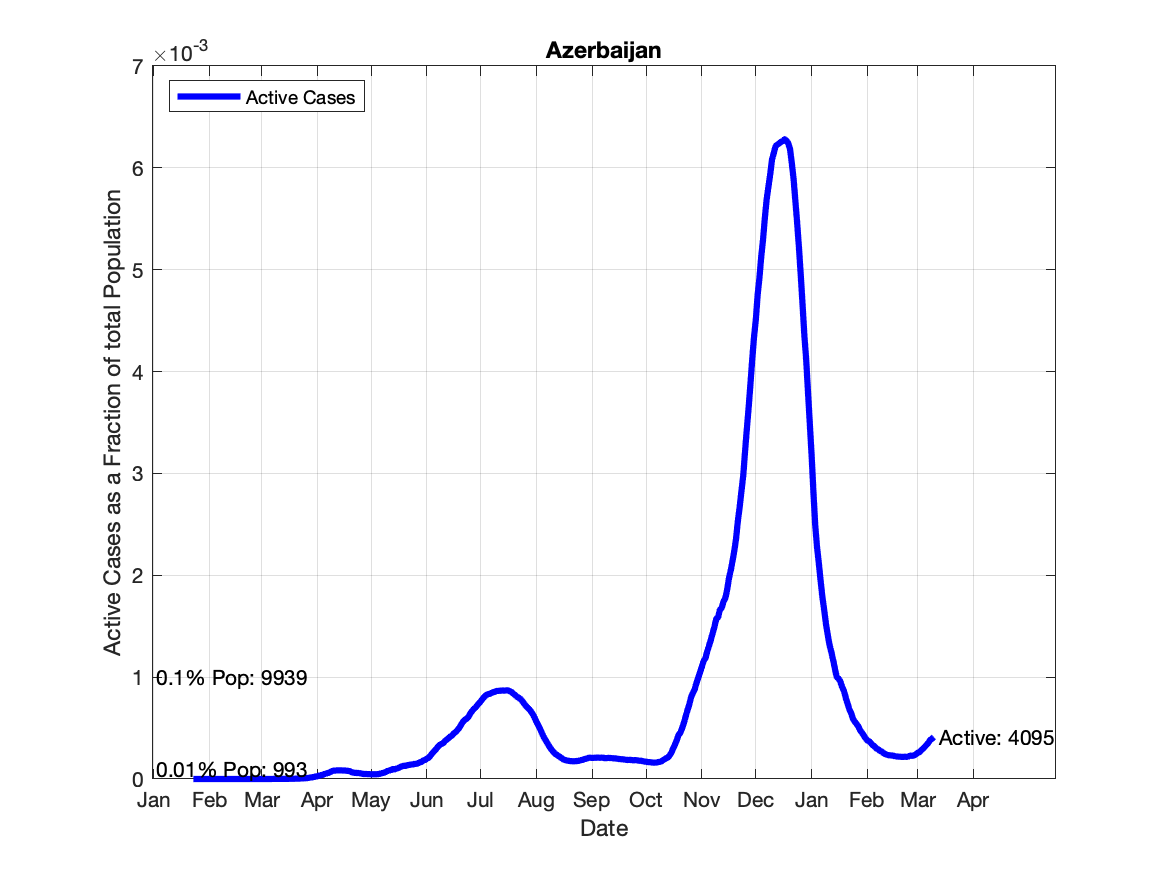 Azerbaijan
×10-3
Active Cases
7
6
5
4
3
2
1
0
Active Cases as a Fraction of total Population
0.1% Pop: 9939
0.01% Pop: 993
Active: 4095
Jan Feb Mar Apr May Jun Jul Aug Sep Oct Nov Dec Jan Feb Mar Apr
Date